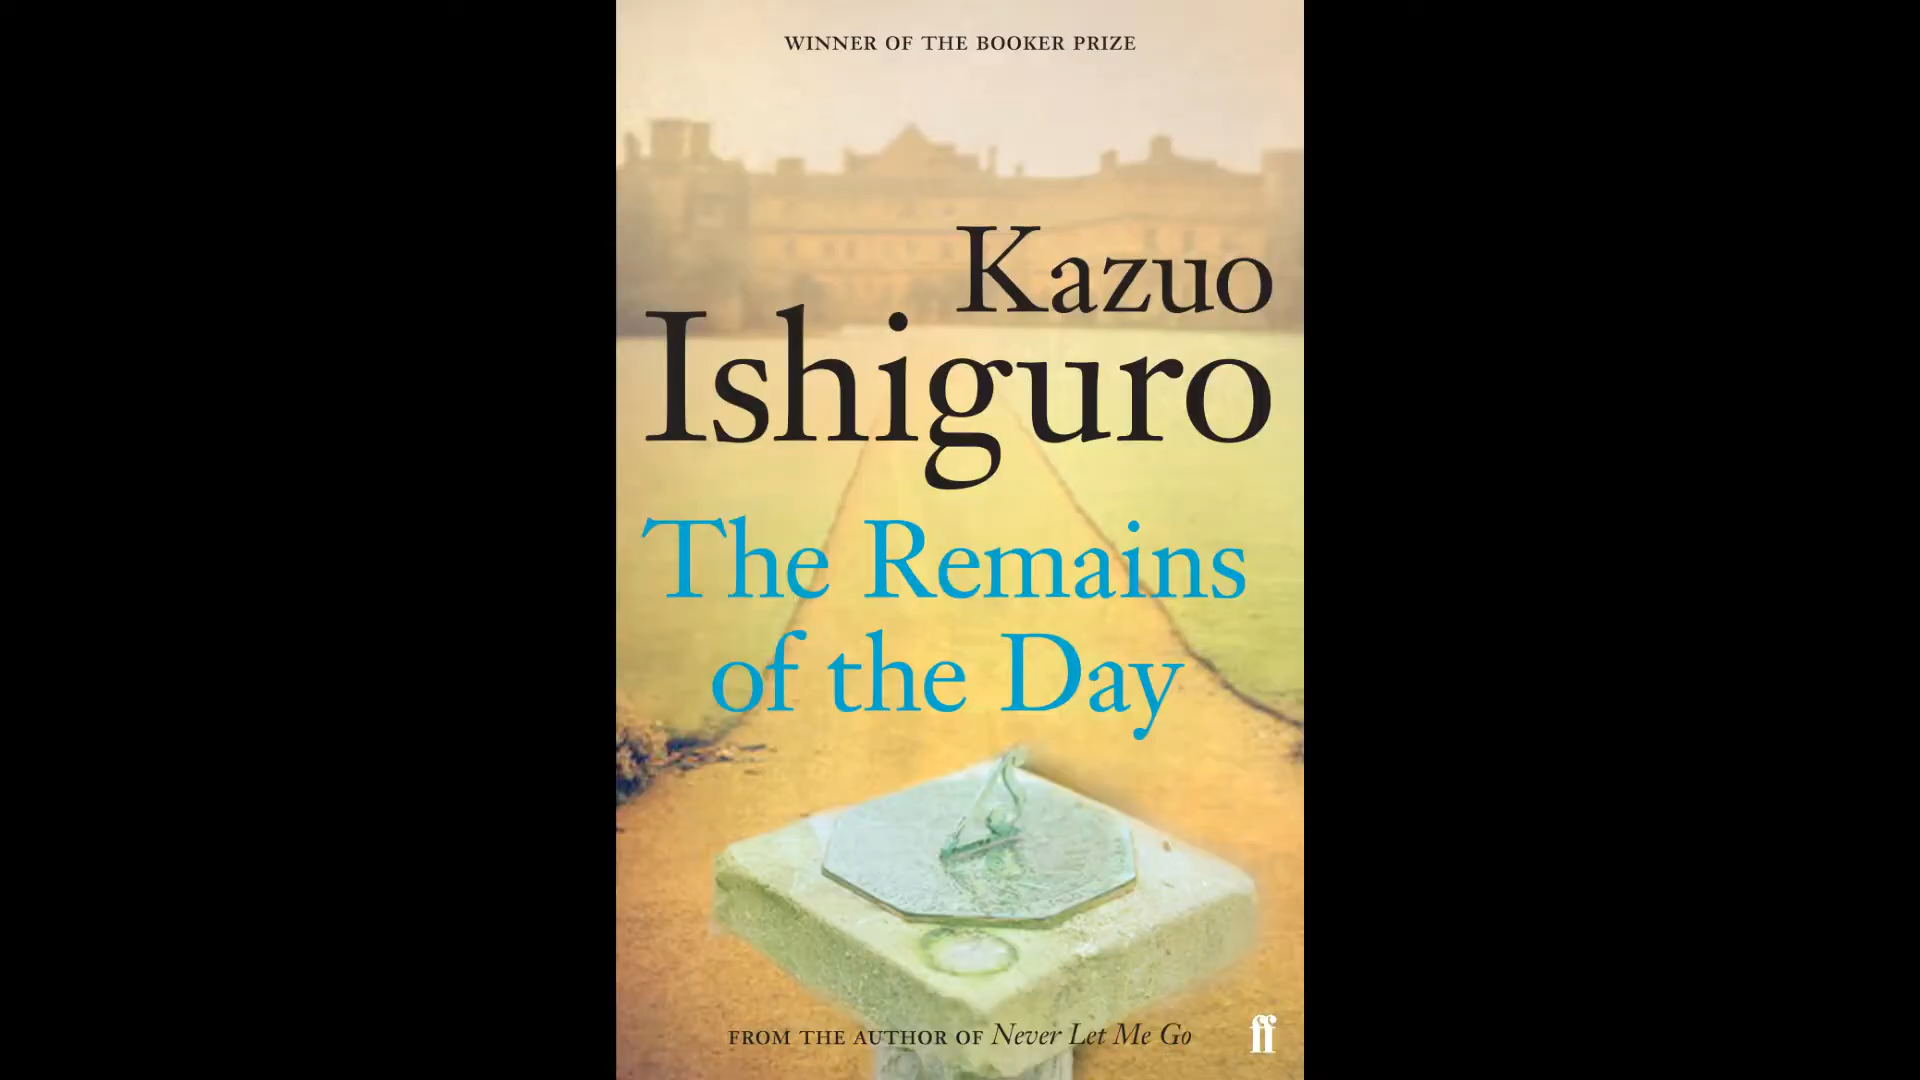 WINNER OF THE BOOKER PRIZE
Kazuo
Ishiguro
The Remains
of the Day
FROM THE AUTHOR OF Never Let Me Go
ff